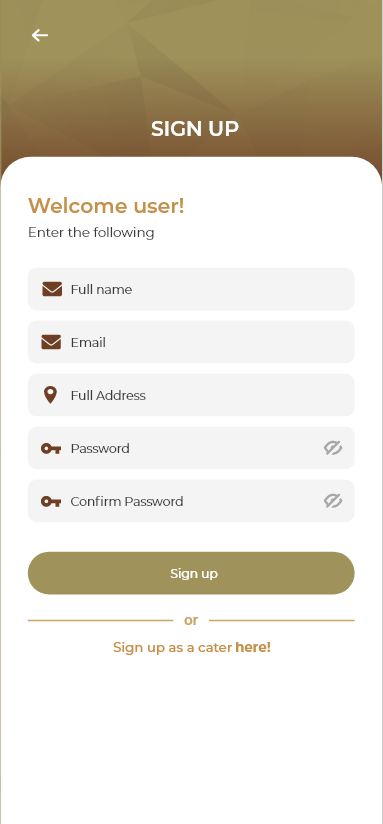 SIGN UP
Welcome user!
Enter the following
Full name
Email
Full Address
Password
Confirm Password
Sign up
or
Sign up as a cater here!